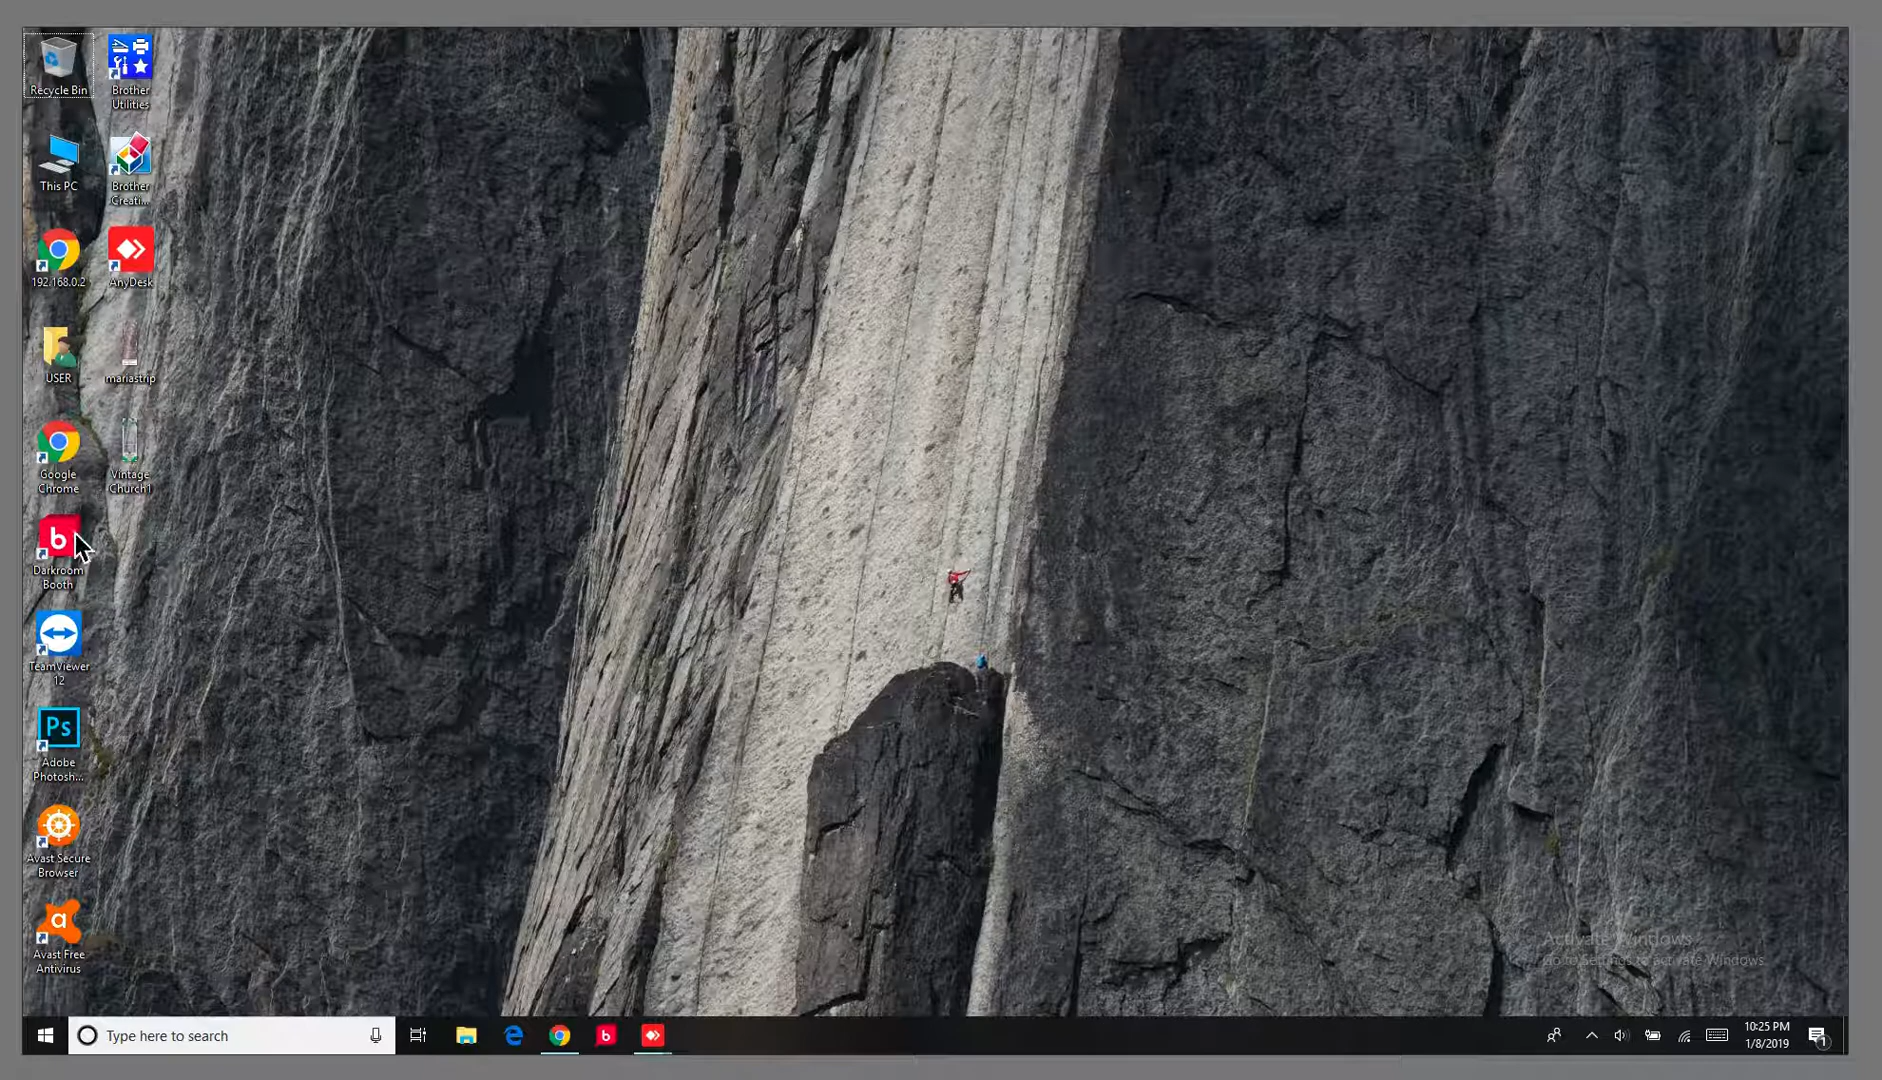 Recycle Bin
Brother
Utilities
This PC
Brother
Creati...
192.168.0.2
AnyDesk
USER
mariastrip
Google
Chrome
Vintage
Church1
b
Darkroom
Booth
TeamViewer
12
Ps
Adobe
Photosh...
Avast Secure
Browser
a
Avast Free
Antivirus
Activate Windows
Go to Settings to activate Windows.
Type here to search
b
10:25 PM
1/8/2019
1